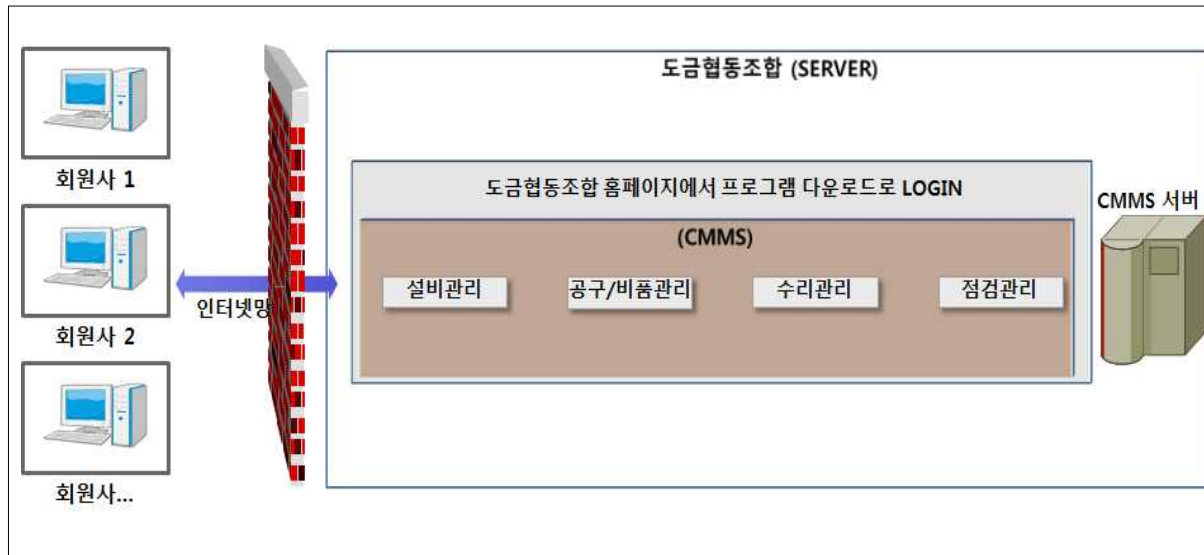 도금협동조합 (SERVER)
회원사 1
도금협동조합 홈페이지에서 프로그램 다운로드로 LOGIN
CMMS 서버
(CMMS)
설비관리
공구/비품관리
수리관리
점검관리
인터넷망
회원사 2
회원사...